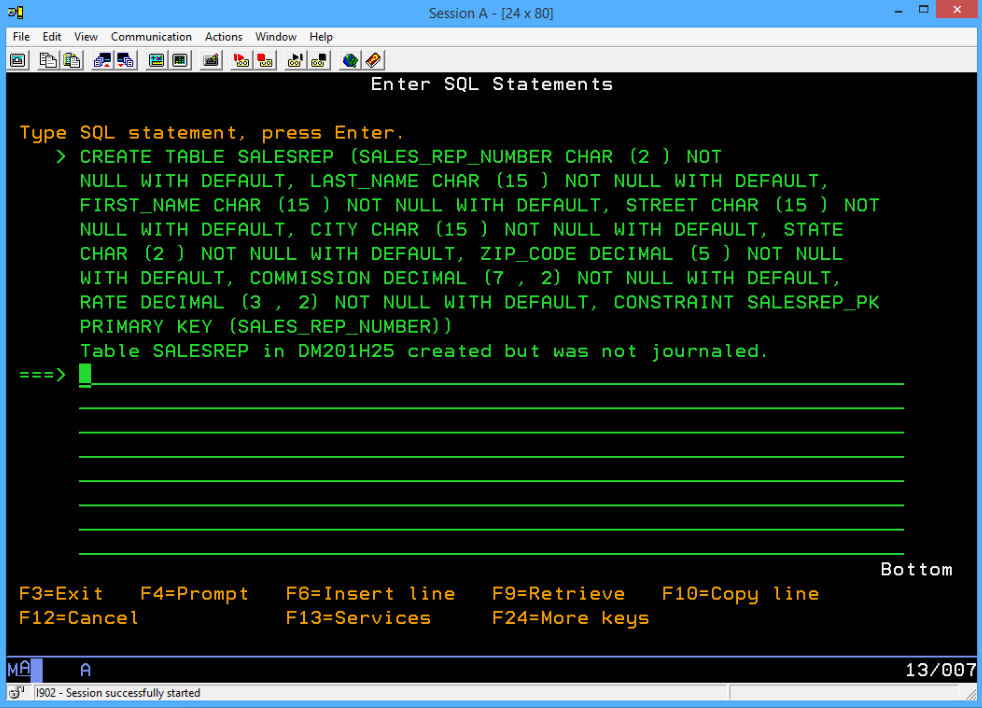 Session A - [24 x 80]
File Edit View Communication Actions Window Help
Enter SQL Statements
Type SQL statement, press Enter.
> CREATE TABLE SALESREP (SALES_REP_NUMBER CHAR (2 ) NOT
NULL WITH DEFAULT, LAST_NAME CHAR (15 ) NOT NULL WITH DEFAULT,
FIRST_NAME CHAR (15 ) NOT NULL WITH DEFAULT, STREET CHAR (15 ) NOT
NULL WITH DEFAULT, CITY CHAR (15 ) NOT NULL WITH DEFAULT, STATE
CHAR (2 ) NOT NULL WITH DEFAULT, ZIP_CODE DECIMAL (5 ) NOT NULL
WITH DEFAULT, COMMISSION DECIMAL (7 , 2) NOT NULL WITH DEFAULT,
RATE DECIMAL (3 , 2) NOT NULL WITH DEFAULT, CONSTRAINT SALESREP_PK
PRIMARY KEY (SALES_REP_NUMBER))
Table SALESREP in DM201H25 created but was not journaled.
===>
Bottom
F3=Exit F4=Prompt F6=Insert line F9=Retrieve F10=Copy line
F12=Cancel F13=Services F24=More keys
MA A 13/007
I902 - Session successfully started